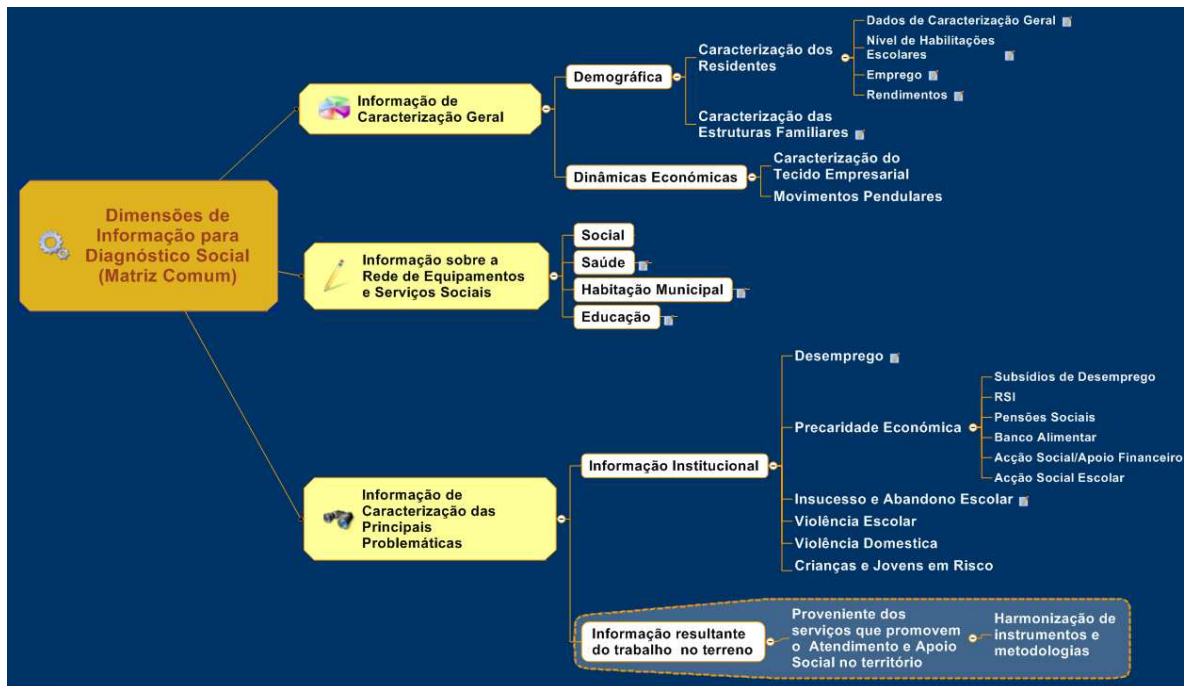 Dimensões de
Informação para
Diagnóstico Social
(Matriz Comum)
Informação de
Caracterização Geral
Demográfica
Caracterização dos
Residentes
Dados de Caracterização Geral
Nível de Habilitações
Escolares
Emprego
Rendimentos
Caracterização das
Estruturas Familiares
Dinâmicas Económicas
Caracterização do
Tecido Empresarial
Movimentos Pendulares
Informação sobre a
Rede de Equipamentos
e Serviços Sociais
Social
Saúde
Habitação Municipal
Educação
Informação de
Caracterização das
Principais
Problemáticas
Informação Institucional
Desemprego
Precaridade Económica
Subsídios de Desemprego
RSI
Pensões Sociais
Banco Alimentar
Acção Social/Apoio Financeiro
Acção Social Escolar
Insucesso e Abandono Escolar
Violência Escolar
Violência Domestica
Crianças e Jovens em Risco
Informação resultante
do trabalho no terreno
Proveniente dos
serviços que promovem
o Atendimento e Apoio
Social no território
Harmonização de
instrumentos e
metodologias